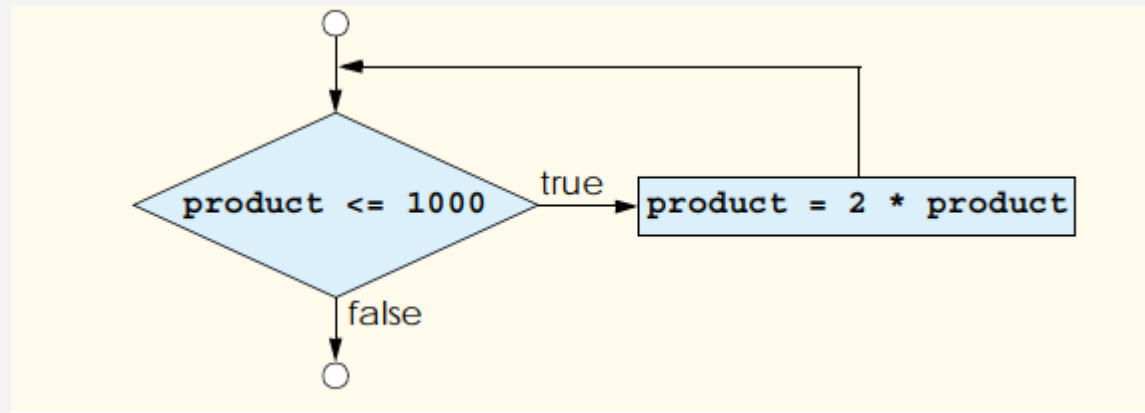 true
product <= 1000
product = 2 * product
false